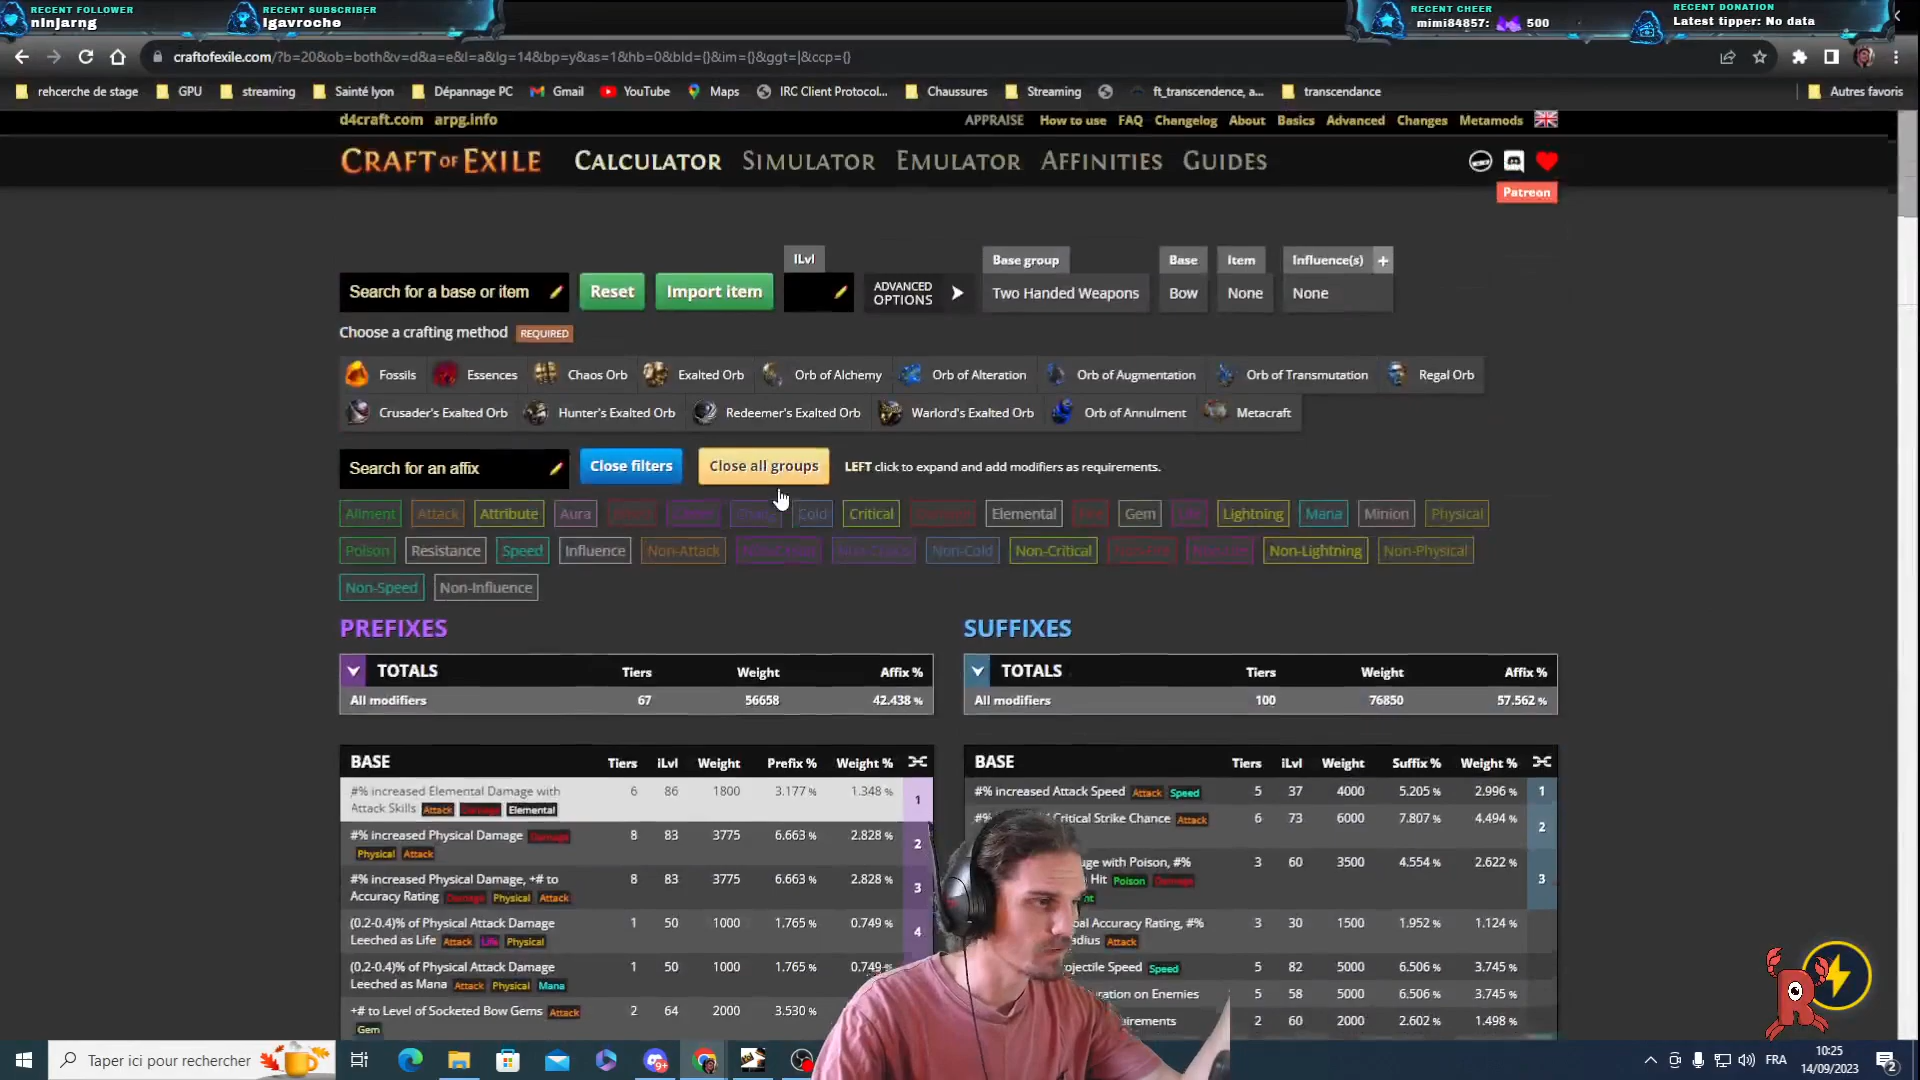 RECENT FOLLOWER
ninjarng
RECENT SUBSCRIBER
lgavroche
RECENT CHEER
mimi84857: 500
RECENT DONATION
Latest tipper: No data
craftofexile.com/?b=20&ob=both&v=d&a=e&l=a&lg=14&bp=y&as=1&hb=0&bld={}&im={}&ggt=|&ccp={}
rehcerche de stage GPU streaming Sainté lyon Dépannage PC Gmail YouTube Maps IRC Client Protocol... Chaussures Streaming ft_transcendence, a... transcendance Autres favoris
d4craft.com arpg.info APPRAISE How to use FAQ Changelog About Basics Advanced Changes Metamods
CRAFT OF EXILE CALCULATOR SIMULATOR EMULATOR AFFINITIES GUIDES
Patreon
iLvl Base group Base Item Influence(s) +
Search for a base or item Reset Import item ADVANCED OPTIONS Two Handed Weapons Bow None None
Choose a crafting method REQUIRED
Fossils Essences Chaos Orb Exalted Orb Orb of Alchemy Orb of Alteration Orb of Augmentation Orb of Transmutation Regal Orb
Crusader's Exalted Orb Hunter's Exalted Orb Redeemer's Exalted Orb Warlord's Exalted Orb Orb of Annulment Metacraft
Search for an affix Close filters Close all groups LEFT click to expand and add modifiers as requirements.
Ailment Attack Attribute Aura Cold Critical Elemental Gem Lightning Mana Minion Physical
Poison Resistance Speed Influence Non-Attack Non-Cold Non-Critical Non-Lightning Non-Physical
Non-Speed Non-Influence
PREFIXES SUFFIXES
TOTALS Tiers Weight Affix % TOTALS Tiers Weight Affix %
All modifiers 67 56658 42.438 % All modifiers 100 76850 57.562 %
BASE Tiers iLvl Weight Prefix % Weight % BASE Tiers iLvl Weight Suffix % Weight %
#% increased Elemental Damage with 6 86 1800 3.177 % 1.348 % 1 #% increased Attack Speed Attack Speed 5 37 4000 5.205 % 2.996 % 1
Attack Skills Attack Damage Elemental
Critical Strike Chance Attack 6 73 6000 7.807 % 4.494 % 2
#% increased Physical Damage Damage 8 83 3775 6.663 % 2.828 % 2
Physical Attack
with Poison, #% 3 60 3500 4.554 % 2.622 % 3
Hit Poison Damage
#% increased Physical Damage, +# to 8 83 3775 6.663 % 2.828 % 3
Accuracy Rating Damage Physical Attack
(0.2-0.4)% of Physical Attack Damage 1 50 1000 1.765 % 0.749 % 4
Leeched as Life Attack Life Physical
Accuracy Rating, #% 3 30 1500 1.952 % 1.124 %
Attack
(0.2-0.4)% of Physical Attack Damage 1 50 1000 1.765 % 0.749 %
Leeched as Mana Attack Physical Mana
Speed Speed 5 82 5000 6.506 % 3.745 %
on Enemies 5 58 5000 6.506 % 3.745 %
+# to Level of Socketed Bow Gems Attack 2 64 2000 3.530 %
Gem
2 60 2000 2.602 % 1.498 %
Taper ici pour rechercher
9+
FRA
10:25
14/09/2023
2